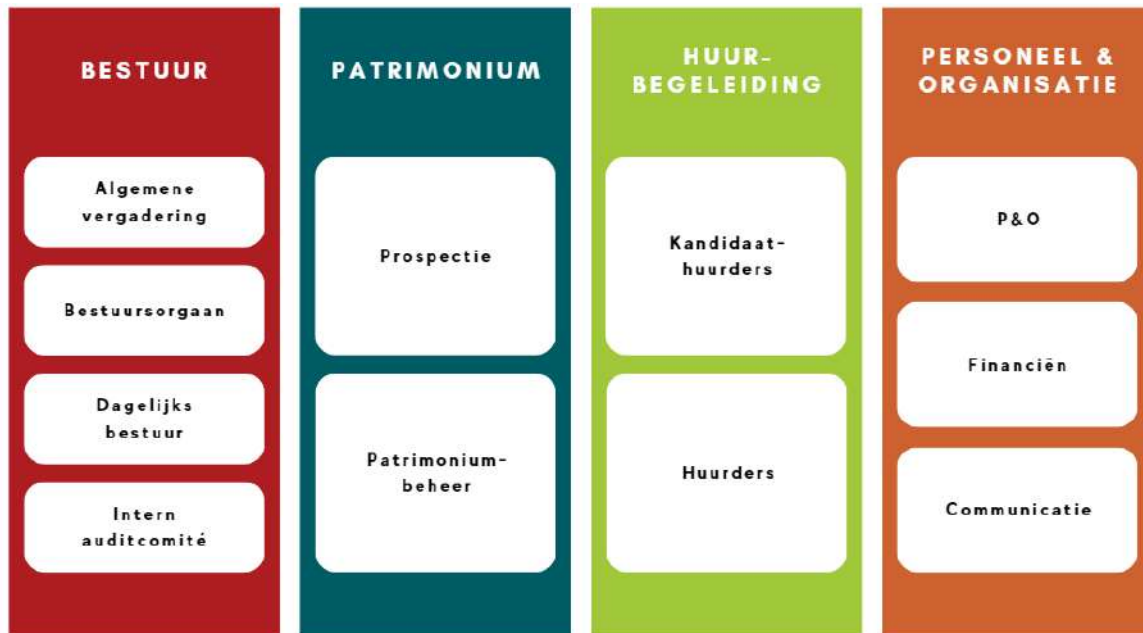 BESTUUR
Algemene
vergadering
Bestuursorgaan
Dagelijks
bestuur
Intern
auditcomité
PATRIMONIUM
Prospectie
Patrimonium-
beheer
HUUR-
BEGELEIDING
Kandidaat-
huurders
Huurders
PERSONEEL &
ORGANISATIE
P&O
Financiën
Communicatie